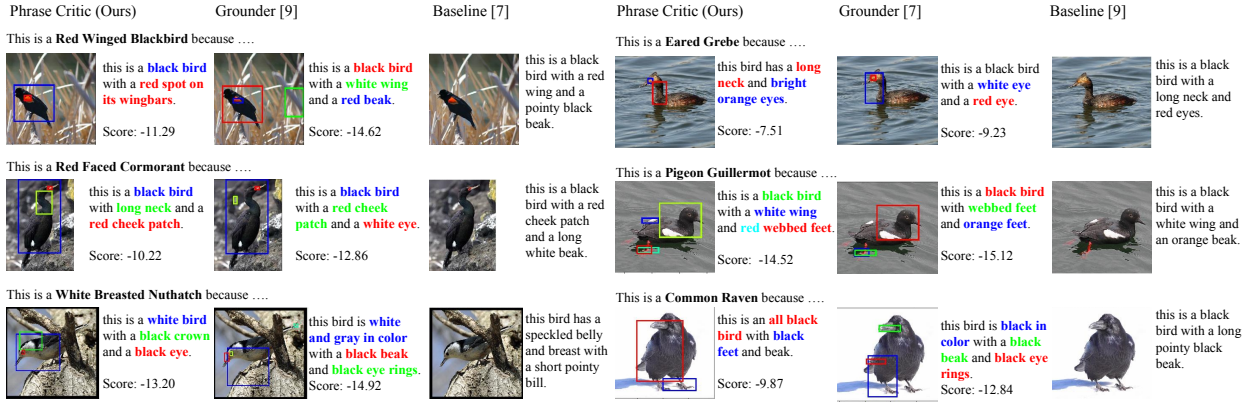 Phrase Critic (Ours) Grounder [9] Baseline [7]
This is a Red Winged Blackbird because ….
this is a black bird
with a red spot on
its wingbars.
Score: -11.29
this is a black bird
with a white wing
and a red beak.
Score: -14.62
this is a black
bird with a red
wing and a
pointy black
beak.
This is a Red Faced Cormorant because ….
this is a black bird
with long neck and a
red cheek patch.
Score: -10.22
this is a black bird
with a red cheek
patch and a white eye.
Score: -12.86
this is a black
bird with a red
cheek patch
and a long
white beak.
This is a White Breasted Nuthatch because ….
this is a white bird
with a black crown
and a black eye.
Score: -13.20
this bird is white
and gray in color
with a black beak
and black eye rings.
Score: -14.92
this bird has a
speckled belly
and breast with
a short pointy
bill.
Phrase Critic (Ours) Grounder [7] Baseline [9]
This is a Eared Grebe because ….
this bird has a long
neck and bright
orange eyes.
Score: -7.51
this is a black bird
with a white eye
and a red eye.
Score: -9.23
this is a black
bird with a
long neck and
red eyes.
This is a Pigeon Guillermot because ….
this is a black bird
with a white wing
and red webbed feet.
Score: -14.52
this is a black bird
with webbed feet
and orange feet.
Score: -15.12
this is a black
bird with a
white wing and
an orange beak.
This is a Common Raven because ….
this is an all black
bird with black
feet and beak.
Score: -9.87
this bird is black in
color with a black
beak and black eye
rings.
Score: -12.84
this is a black
bird with a long
pointy black
beak.